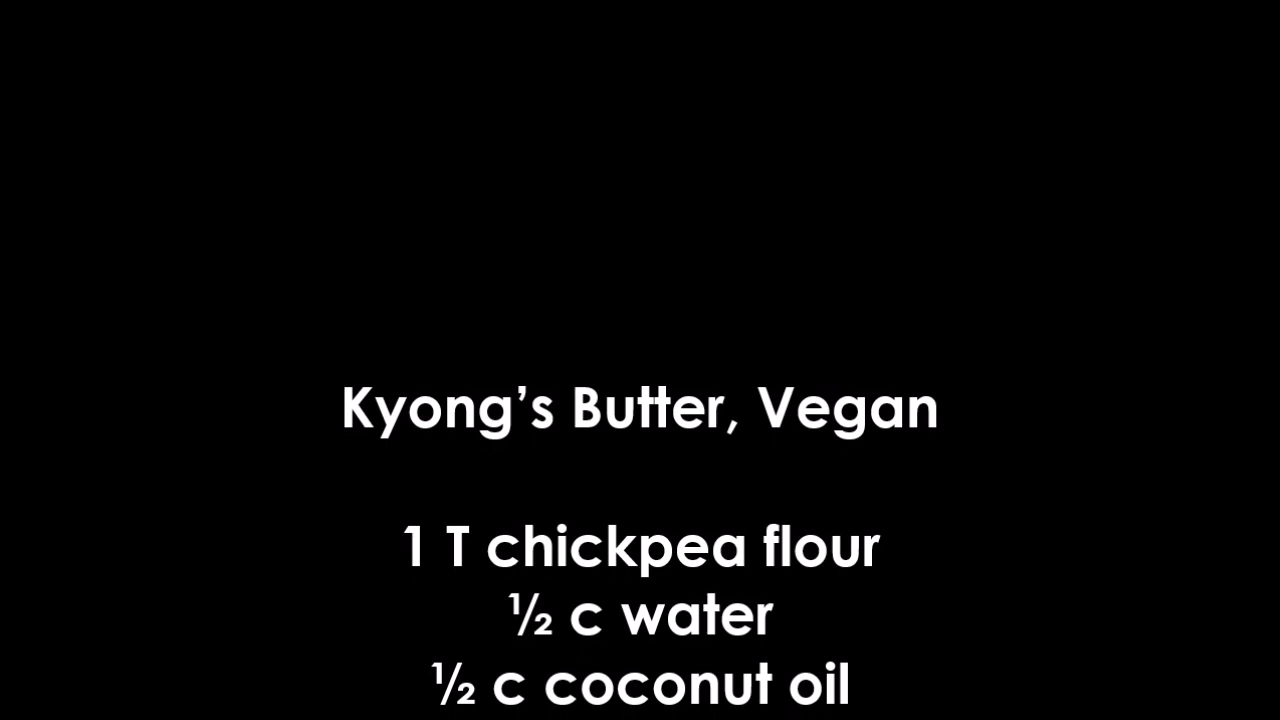 Kyong’s Butter, Vegan
1 T chickpea flour
½ c water
½ c coconut oil